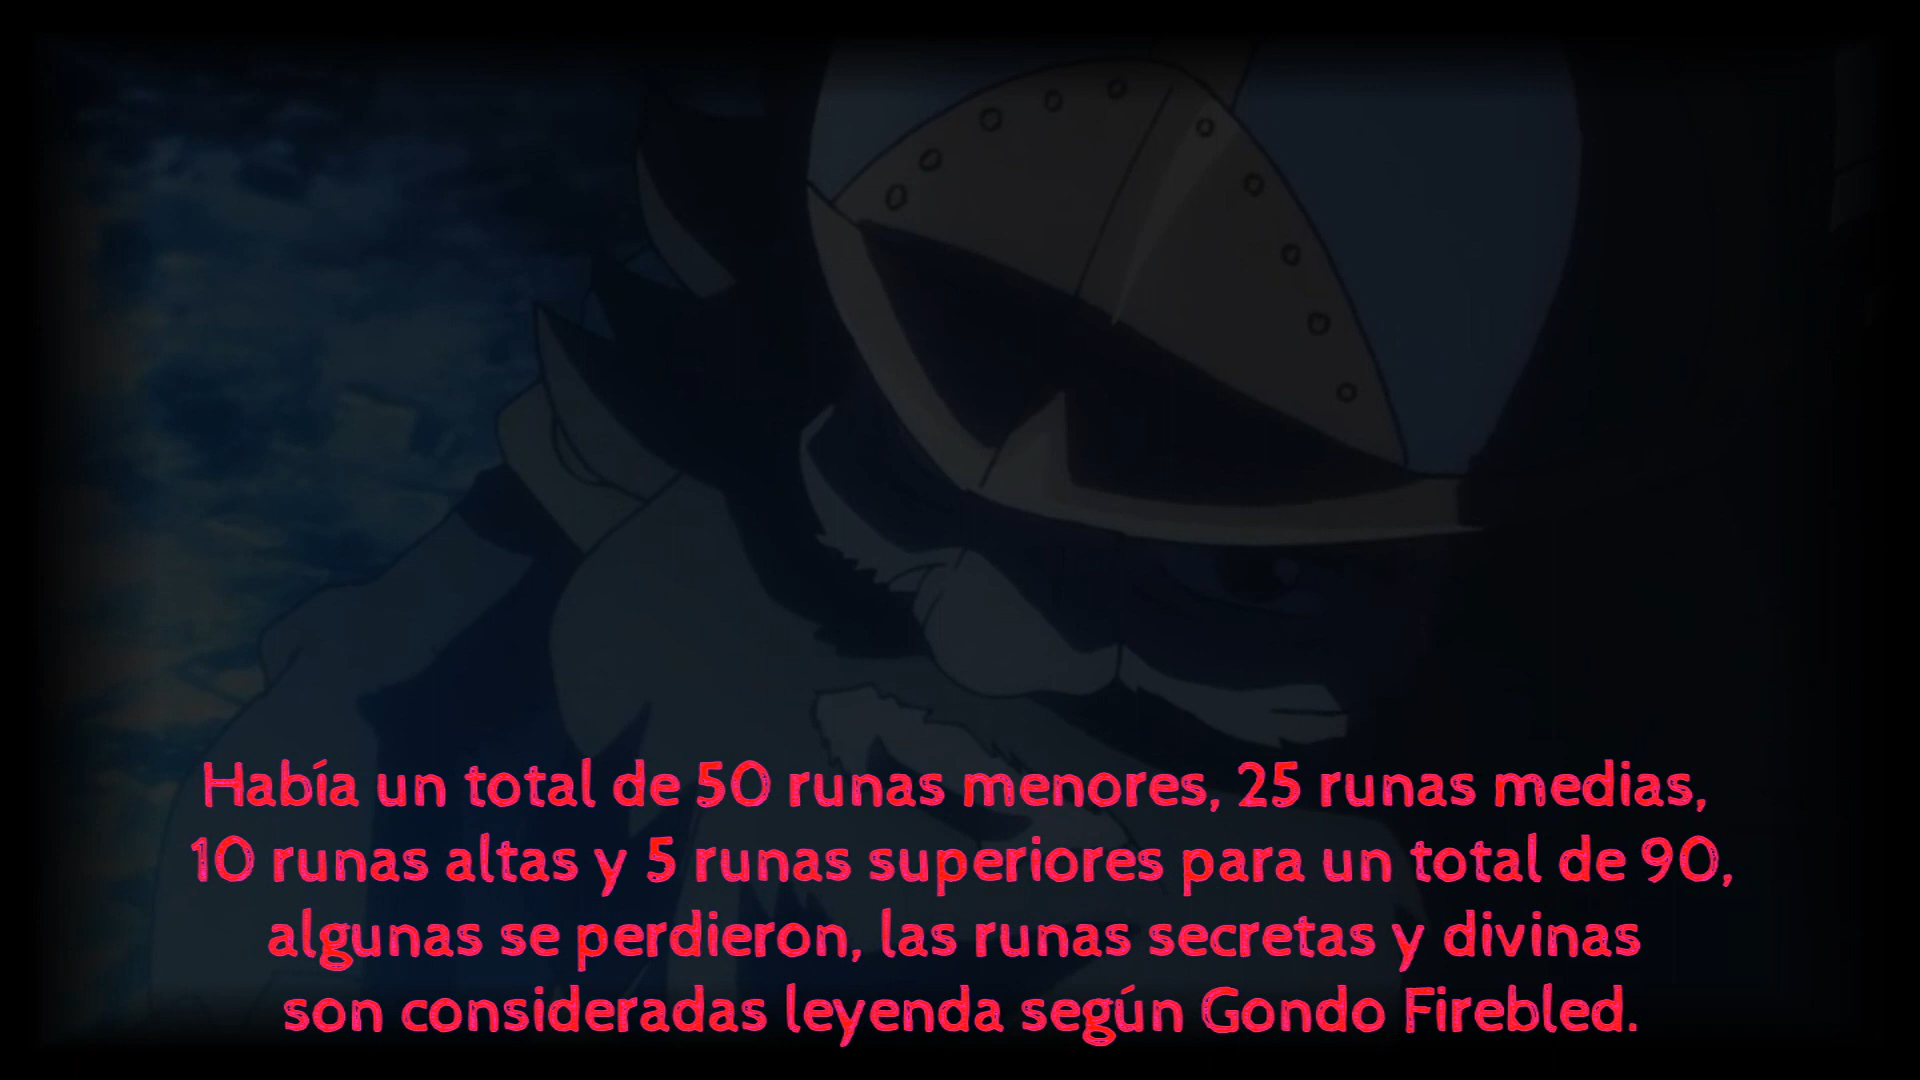 Había un total de 50 runas menores, 25 runas medias,
10 runas altas y 5 runas superiores para un total de 90,
algunas se perdieron, las runas secretas y divinas
son consideradas leyenda según Gondo Firebled.